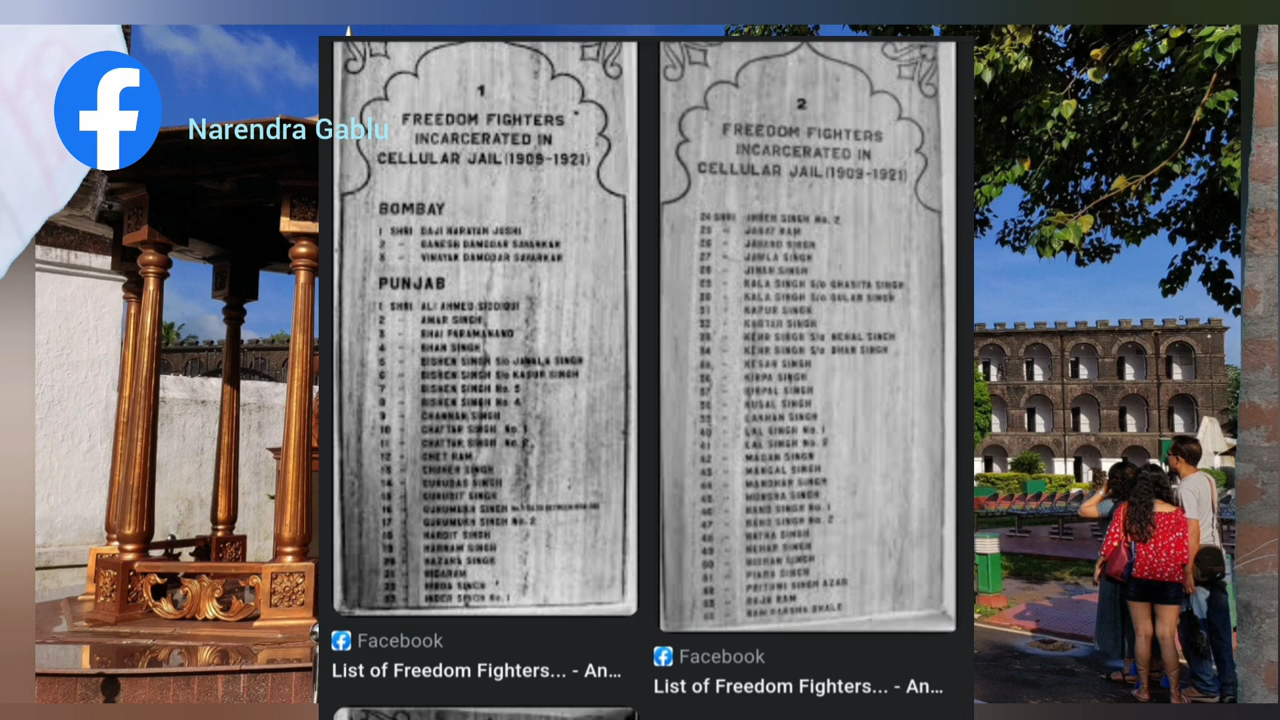 Narendra Gablu
1
FREEDOM FIGHTERS
INCARCERATED IN
CELLULAR JAIL (1909-1921)
BOMBAY
1 SHRI DAJI NARAYAN JOSHI
2 - GANESH DAMODAR SAVARKAR
3 - VINAYAK DAMODAR SAVARKAR
PUNJAB
1 SHRI ALI AHMED SIDDIQUI
2 - AMAR SINGH
3 - BHAI PARAMANAND
4 - BHAN SINGH
5 - BISHEN SINGH S/o JAWALA SINGH
6 - BISHEN SINGH S/o KAPUR SINGH
7 - BISHEN SINGH No. 5
8 - BISHEN SINGH No. 4
9 - CHANNAN SINGH
10 - CHATTAR SINGH No. 1
11 - CHATTAR SINGH No. 2
12 - CHET RAM
13 - SINGH
14 - GURUDAS SINGH
15 - GURUDIT SINGH
16 - GURUMUKH SINGH
17 - GURUMUKH SINGH No. 2
18 - HARDIT SINGH
19 - HARNAM SINGH
20 - HAZARA SINGH
21 - HIDARAM
22 - HIRDA SINGH
23 - INDER SINGH No. 1
2
FREEDOM FIGHTERS
INCARCERATED IN
CELLULAR JAIL (1909-1921)
24 SHRI INDER SINGH No. 2
25 - JAGAT RAM
26 - JAHAND SINGH
27 - JAMLA SINGH
28 - JIWAN SINGH
29 - KALA SINGH S/o GHASITA SINGH
30 - KALA SINGH S/o GULAB SINGH
31 - KAPUR SINGH
32 - KARTAR SINGH
33 - KEHR SINGH S/o NEHAL SINGH
34 - KEHR SINGH S/o BHAN SINGH
35 - KESAR SINGH
36 - KIRPA SINGH
37 - KIRPAL SINGH
38 - KUSAL SINGH
39 - LAKHAN SINGH
40 - LAL SINGH No. 1
41 - LAL SINGH No. 2
42 - MADAN SINGH
43 - MANGAL SINGH
44 - MANOHAR SINGH
45 - MUNSHA SINGH
46 - NAND SINGH No. 1
47 - NAND SINGH No. 2
48 - NATHA SINGH
49 - SINGH
50 - SINGH
51 - PIARA SINGH
52 - PRITHVI SINGH AZAD
53 - RAJA RAM
54 - RAM RAKSHA BHALE
Facebook
List of Freedom Fighters... - An...
Facebook
List of Freedom Fighters... - An...